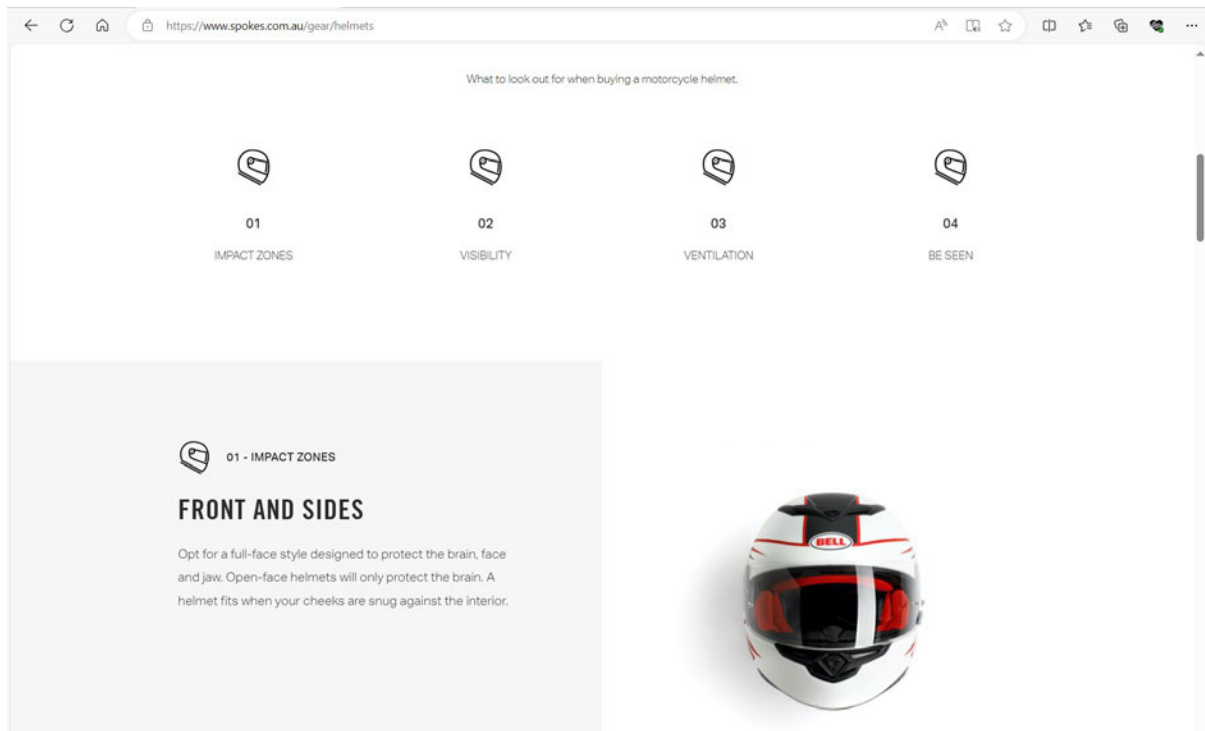 https://www.spokes.com.au/gear/helmets
What to look out for when buying a motorcycle helmet.
01
02
03
04
IMPACT ZONES
VISIBILITY
VENTILATION
BE SEEN
01 - IMPACT ZONES
FRONT AND SIDES
Opt for a full-face style designed to protect the brain, face
and jaw. Open-face helmets will only protect the brain. A
helmet fits when your cheeks are snug against the interior.
BELL